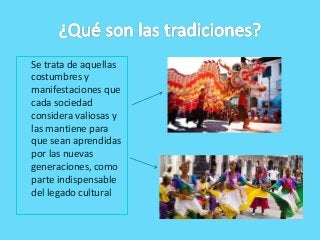 ¿Qué son las tradiciones?
Se trata de aquellas
costumbres y
manifestaciones que
cada sociedad
considera valiosas y
las mantiene para
que sean aprendidas
por las nuevas
generaciones, como
parte indispensable
del legado cultural